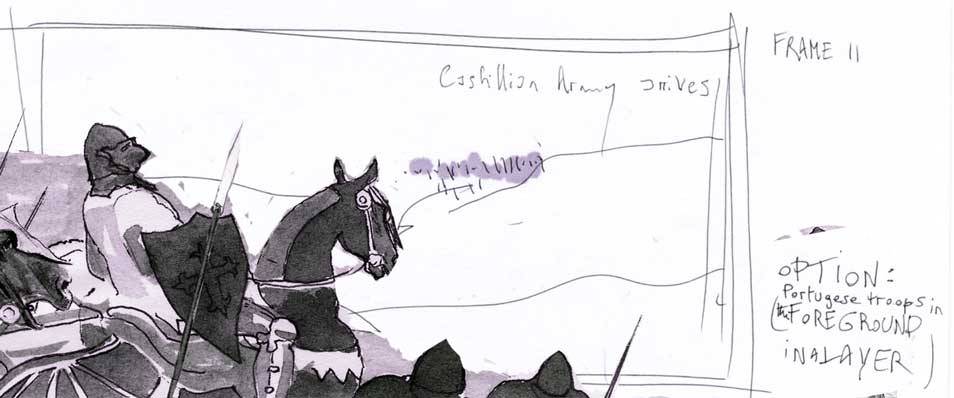 Castillian Army arrives
FRAME 11
OPTION:
Portugese troops in
(the FOREGROUND
IN A LAYER)